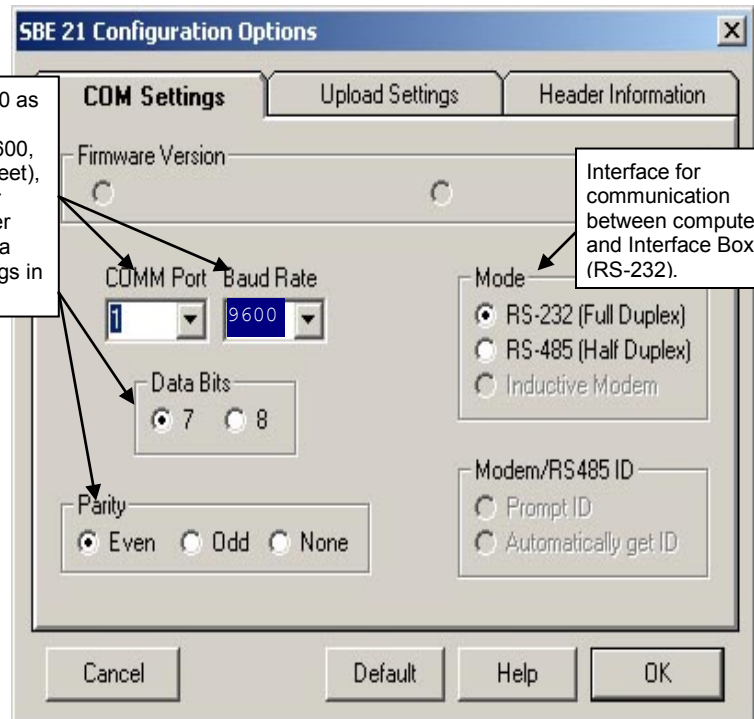 SBE 21 Configuration Options
COM Settings
Upload Settings
Header Information
0 as
600,
eet),
er
a
gs in
Firmware Version
Interface for
communication
between compute
and Interface Box
(RS-232).
COMM Port
Baud Rate
1
9600
Mode
RS-232 (Full Duplex)
RS-485 (Half Duplex)
Inductive Modem
Data Bits
7
8
Modem/RS485 ID
Prompt ID
Automatically get ID
Parity
Even
Odd
None
Cancel
Default
Help
OK